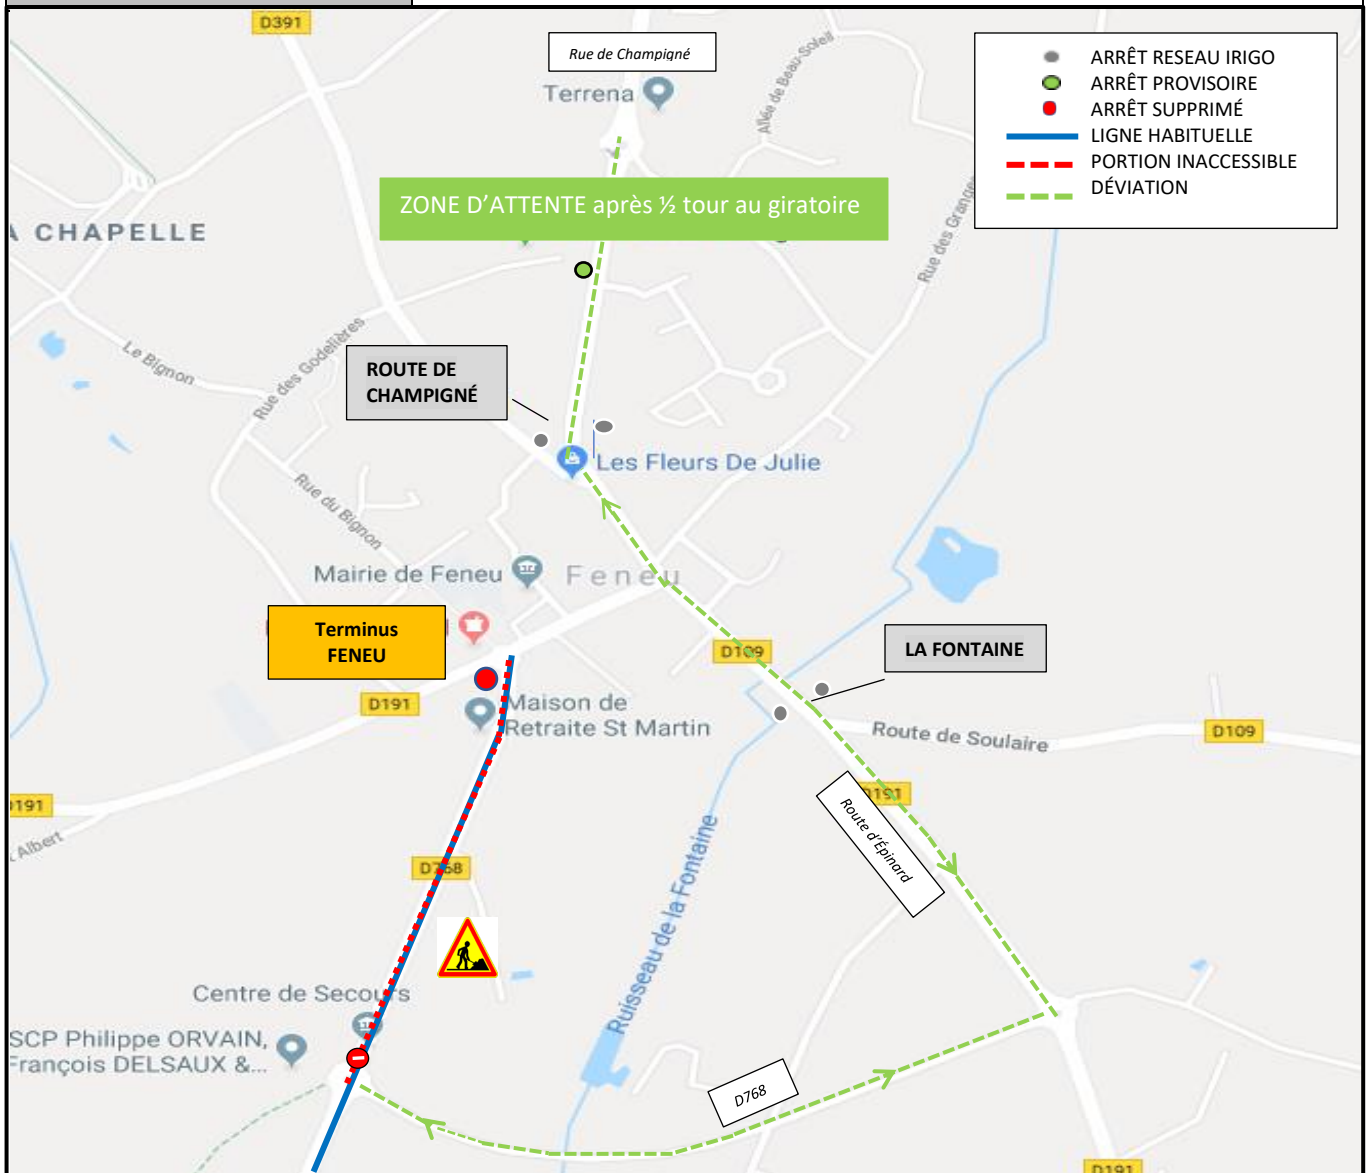 D391
Rue de Champigné
Terrena
Allée de Beau-Soleil
ARRÊT RESEAU IRIGO
ARRÊT PROVISOIRE
ARRÊT SUPPRIMÉ
LIGNE HABITUELLE
PORTION INACCESSIBLE
DÉVIATION
ZONE D'ATTENTE après ½ tour au giratoire
A CHAPELLE
Rue des Granges
Le Bignon
Rue des Godelières
ROUTE DE
CHAMPIGNÉ
Les Fleurs De Julie
Rue du Bignon
Mairie de Feneu
Feneu
Terminus
FENEU
D109
LA FONTAINE
D191
Maison de
Retraite St Martin
Route de Soulaire
D109
D191
Route d'Épinard
191
Albert
D768
Ruisseau de la Fontaine
Centre de Secours
SCP Philippe ORVAIN,
François DELSAUX &...
D768
D191